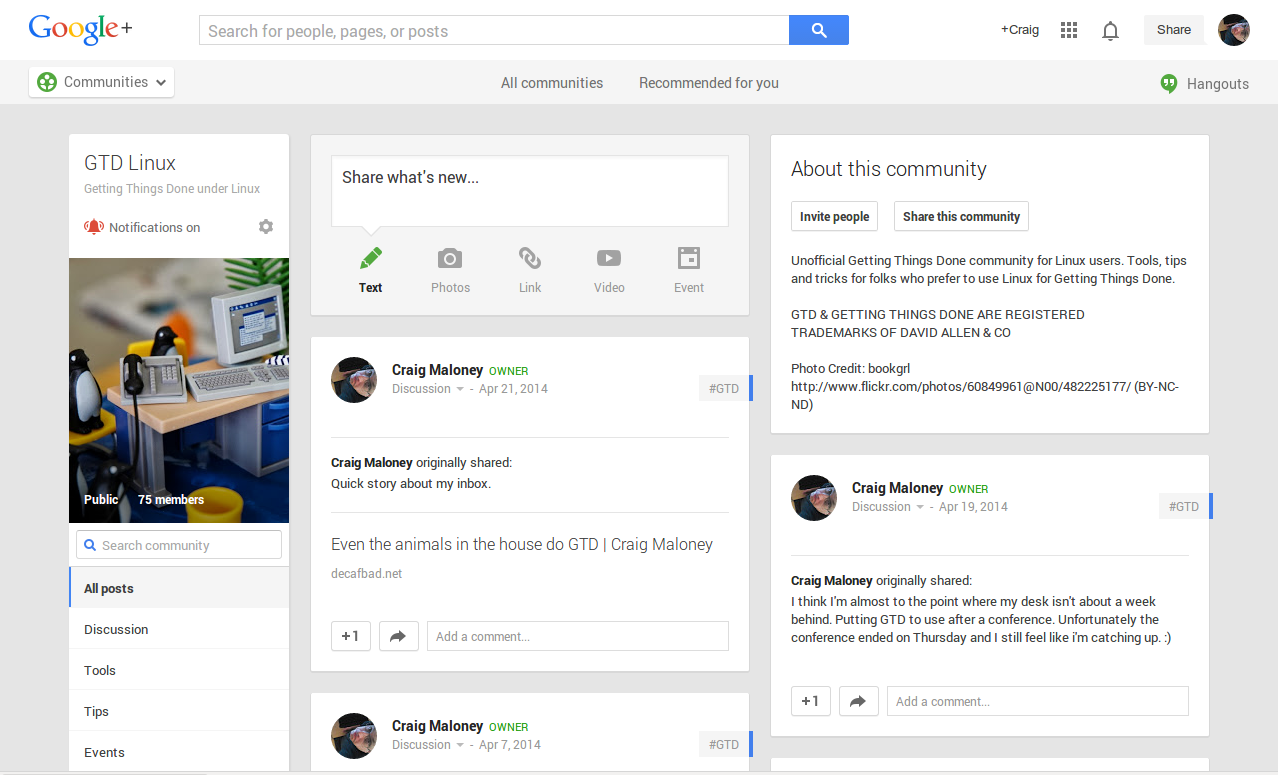 Google+
Search for people, pages, or posts
+Craig
Share
Communities
All communities
Recommended for you
Hangouts
GTD Linux
Getting Things Done under Linux
Notifications on
Public
75 members
Search community
All posts
Discussion
Tools
Tips
Events
Share what's new...
Text
Photos
Link
Video
Event
Craig Maloney OWNER
Discussion - Apr 21, 2014
#GTD
Craig Maloney originally shared:
Quick story about my inbox.
Even the animals in the house do GTD | Craig Maloney
decafbad.net
+1
Add a comment...
Craig Maloney OWNER
Discussion - Apr 7, 2014
#GTD
About this community
Invite people
Share this community
Unofficial Getting Things Done community for Linux users. Tools, tips
and tricks for folks who prefer to use Linux for Getting Things Done.
GTD & GETTING THINGS DONE ARE REGISTERED
TRADEMARKS OF DAVID ALLEN & CO
Photo Credit: bookgrl
http://www.flickr.com/photos/60849961@N00/482225177/ (BY-NC-
ND)
Craig Maloney OWNER
Discussion - Apr 19, 2014
#GTD
Craig Maloney originally shared:
I think I'm almost to the point where my desk isn't about a week
behind. Putting GTD to use after a conference. Unfortunately the
conference ended on Thursday and I still feel like i'm catching up. :)
+1
Add a comment...